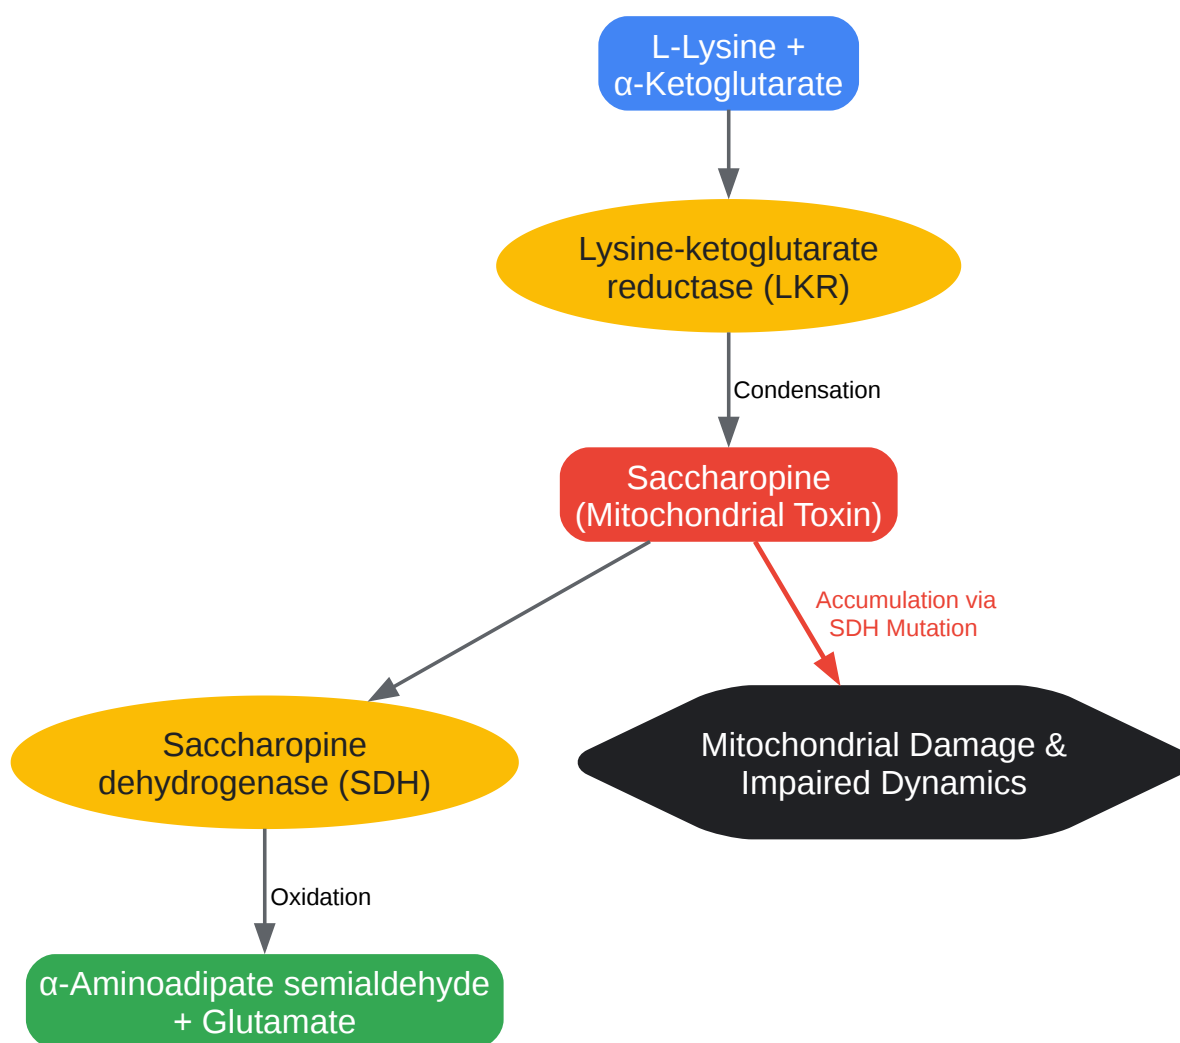 L-Lysine +
α-Ketoglutarate
Lysine-ketoglutarate
reductase (LKR)
Condensation
Saccharopine
(Mitochondrial Toxin)
Accumulation via
SDH Mutation
Saccharopine
dehydrogenase (SDH)
Mitochondrial Damage &
Impaired Dynamics
Oxidation
α-Aminoadipate semialdehyde
+ Glutamate